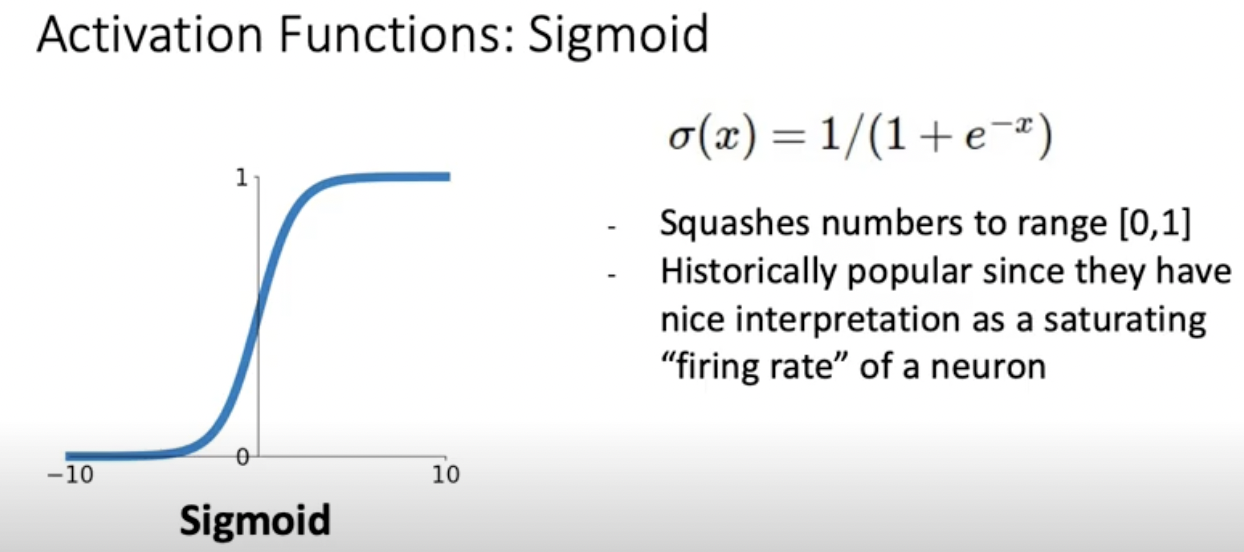 Activation Functions: Sigmoid
σ(x) = 1/(1 + e⁻ˣ)
1
- Squashes numbers to range [0,1]
- Historically popular since they have
nice interpretation as a saturating
“firing rate” of a neuron
0
−10
10
Sigmoid